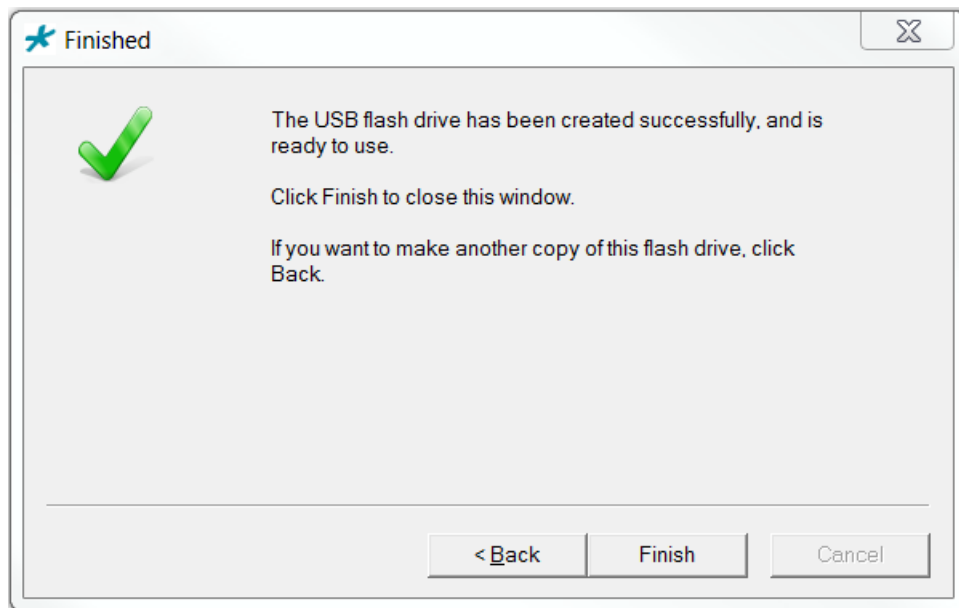 Finished
The USB flash drive has been created successfully, and is
ready to use.
Click Finish to close this window.
If you want to make another copy of this flash drive, click
Back.
< Back
Finish
Cancel